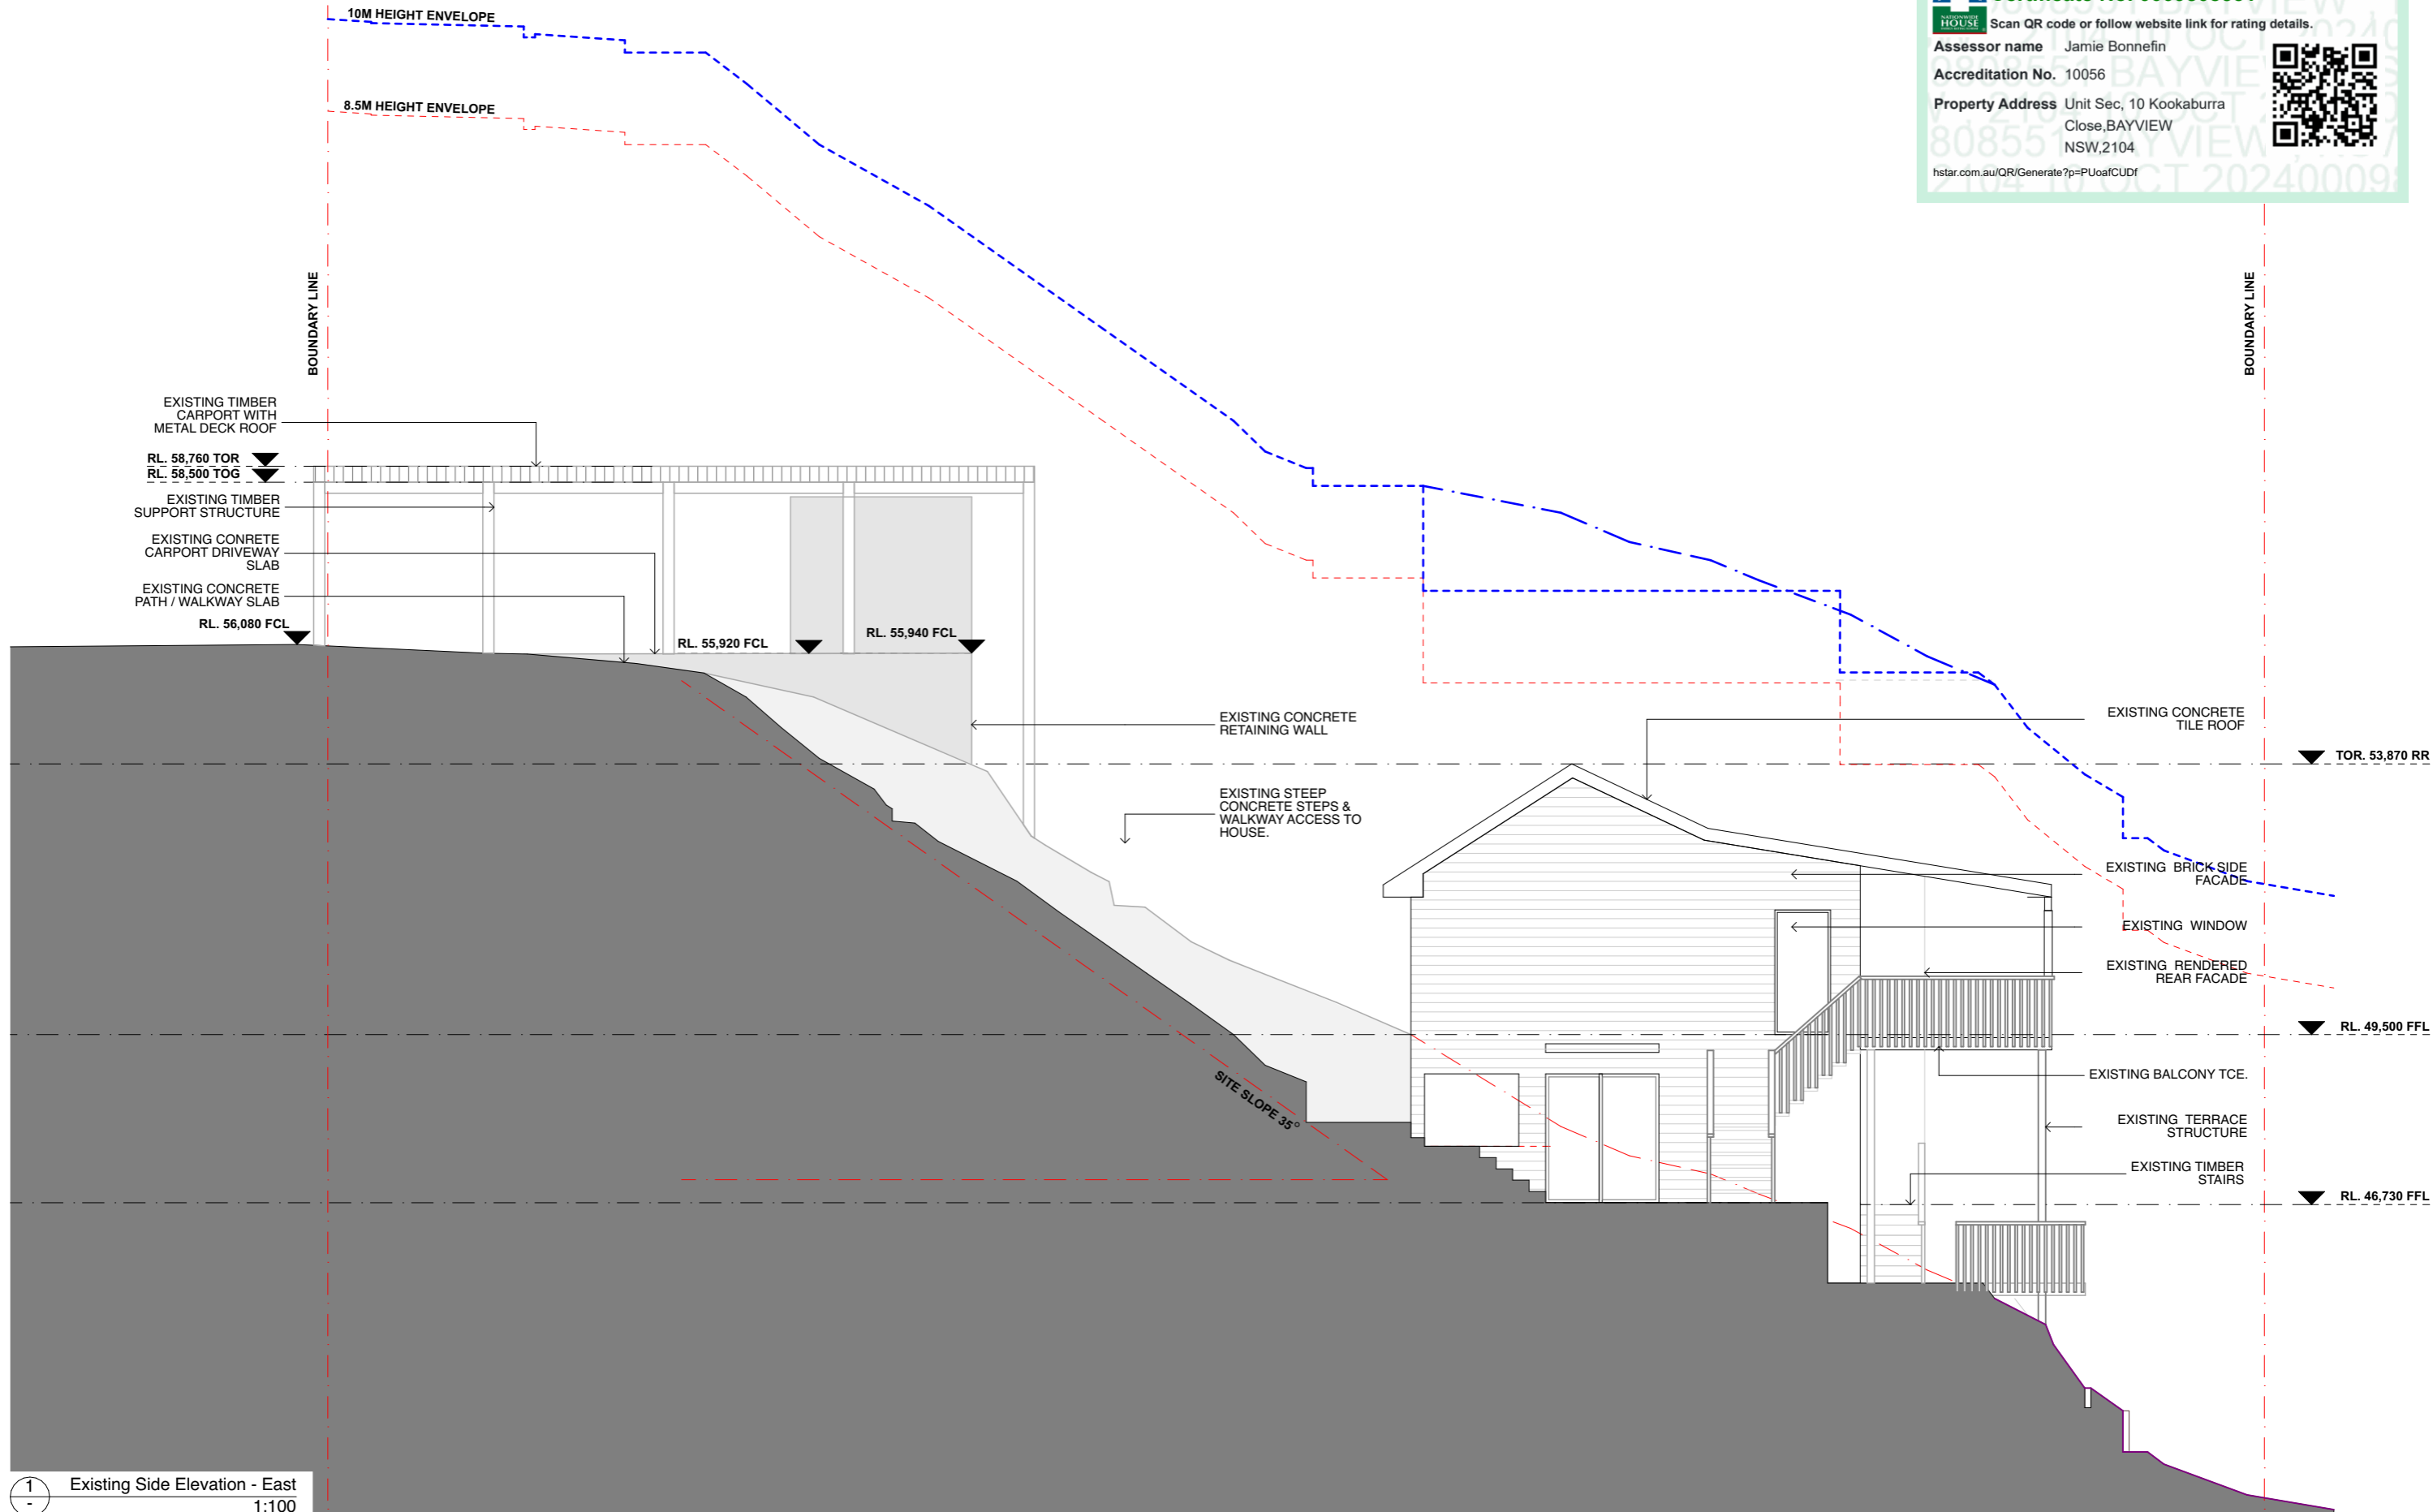 10M HEIGHT ENVELOPE
8.5M HEIGHT ENVELOPE
NATIONWIDE
HOUSE
Scan QR code or follow website link for rating details.
Assessor name Jamie Bonnefin
Accreditation No. 10056
Property Address Unit Sec, 10 Kookaburra
Close,BAYVIEW
NSW,2104
hstar.com.au/QR/Generate?p=PUoafCUDf
BOUNDARY LINE
BOUNDARY LINE
EXISTING TIMBER
CARPORT WITH
METAL DECK ROOF
RL. 58,760 TOR
RL. 58,500 TOG
EXISTING TIMBER
SUPPORT STRUCTURE
EXISTING CONRETE
CARPORT DRIVEWAY
SLAB
EXISTING CONCRETE
PATH / WALKWAY SLAB
RL. 56,080 FCL
RL. 55,920 FCL
RL. 55,940 FCL
EXISTING CONCRETE
RETAINING WALL
EXISTING CONCRETE
TILE ROOF
TOR. 53,870 RR
EXISTING STEEP
CONCRETE STEPS &
WALKWAY ACCESS TO
HOUSE.
EXISTING BRICK SIDE
FACADE
EXISTING WINDOW
EXISTING RENDERED
REAR FACADE
RL. 49,500 FFL
SITE SLOPE 35°
EXISTING BALCONY TCE.
EXISTING TERRACE
STRUCTURE
EXISTING TIMBER
STAIRS
RL. 46,730 FFL
1 Existing Side Elevation - East
- 1:100